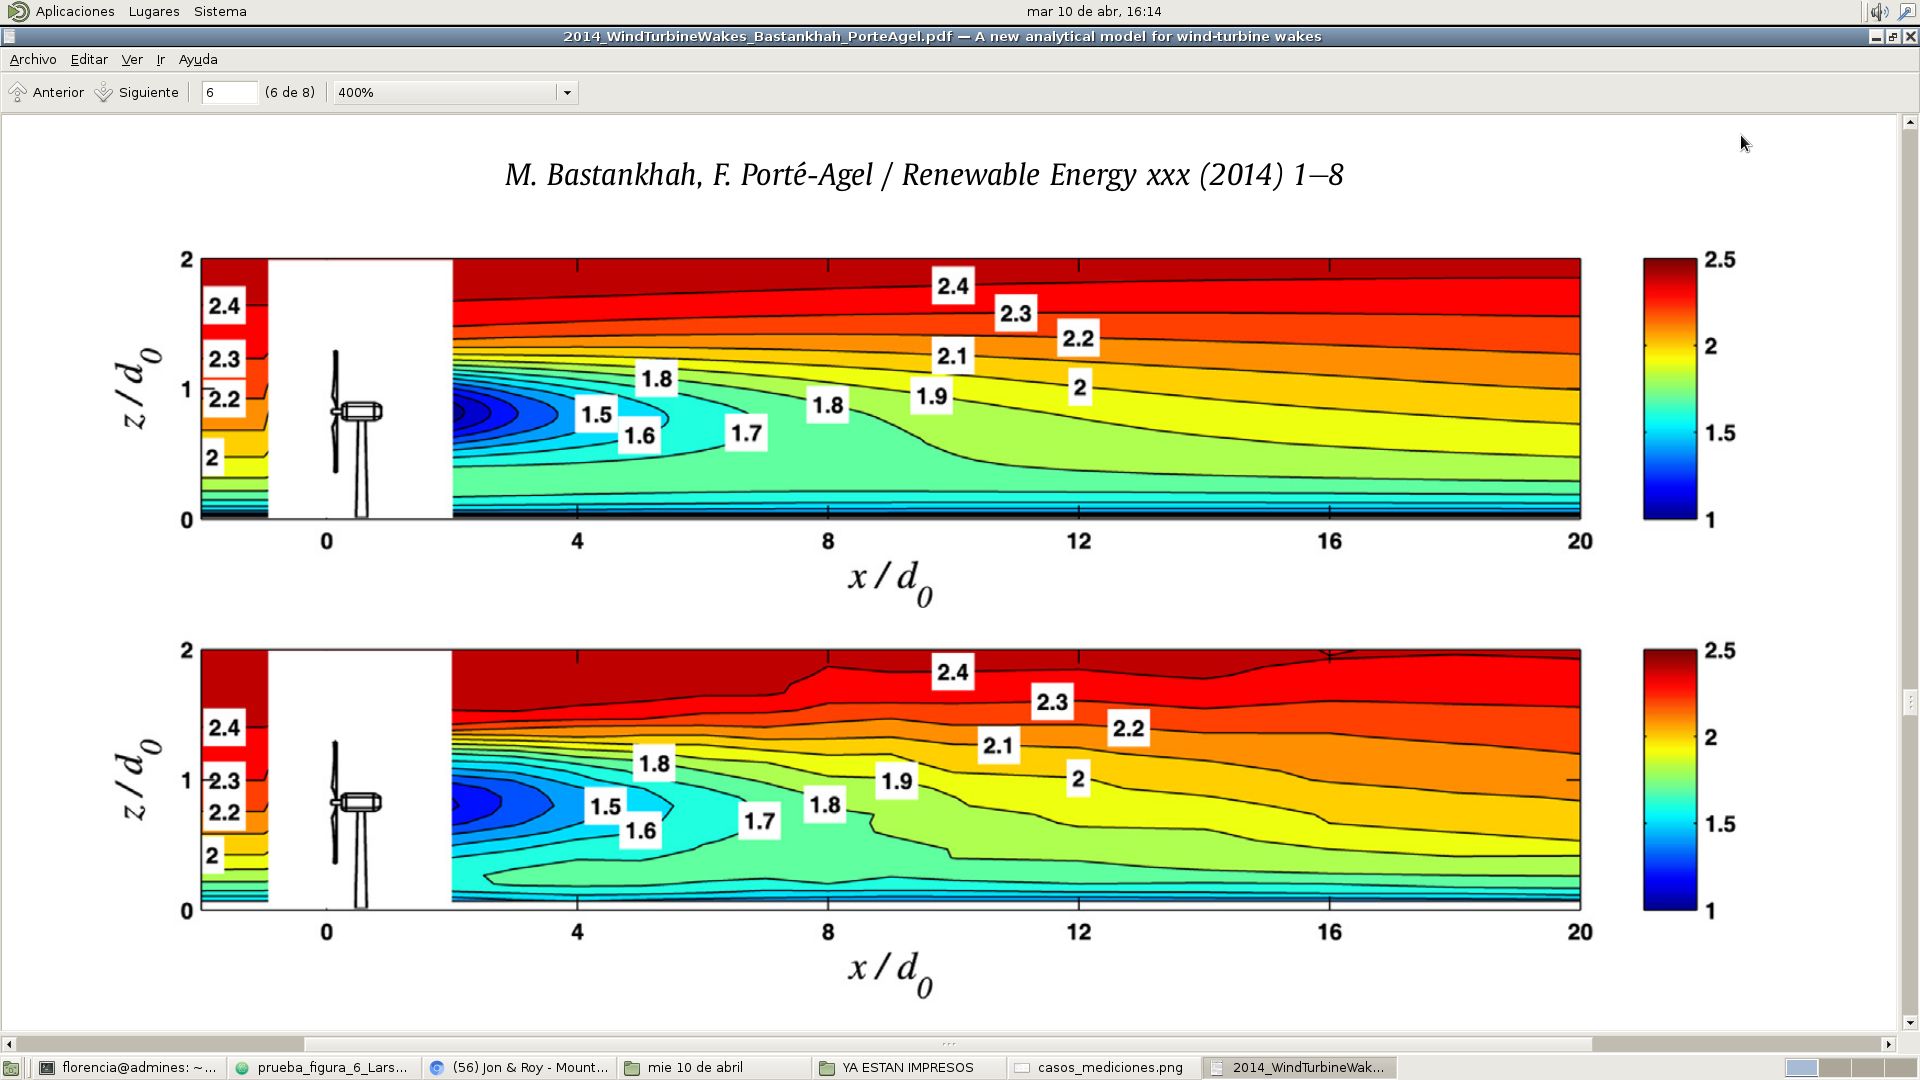 Aplicaciones Lugares Sistema mar 10 de abr, 16:14
2014_WindTurbineWakes_Bastankhah_PorteAgel.pdf — A new analytical model for wind-turbine wakes
Archivo Editar Ver Ir Ayuda
Anterior Siguiente 6 (6 de 8) 400%
M. Bastankhah, F. Porté-Agel / Renewable Energy xxx (2014) 1–8
2 2.4 2.5
2.4 2.3
2.3 2.2 2
z / d0 1 1.8 2.1 2
2.2 1.5 1.8 1.9
2 1.6 1.7 1.5
0 1
0 4 8 12 16 20
x / d0
2 2.4 2.5
2.4 2.3
2.2 2
z / d0 1 2.3 1.8 2.1 2
2.2 1.5 1.8 1.9
2 1.6 1.7 1.5
0 1
0 4 8 12 16 20
x / d0
florencia@admines: ~... prueba_figura_6_Lars... (56) Jon & Roy - Mount... mie 10 de abril YA ESTAN IMPRESOS casos_mediciones.png 2014_WindTurbineWak...